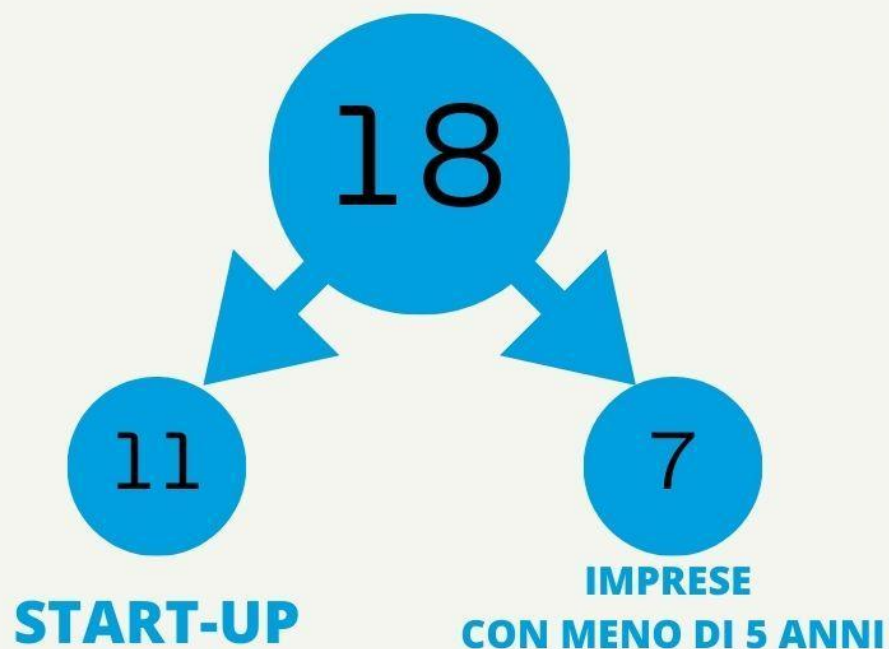 18
11
7
START-UP
IMPRESE
CON MENO DI 5 ANNI